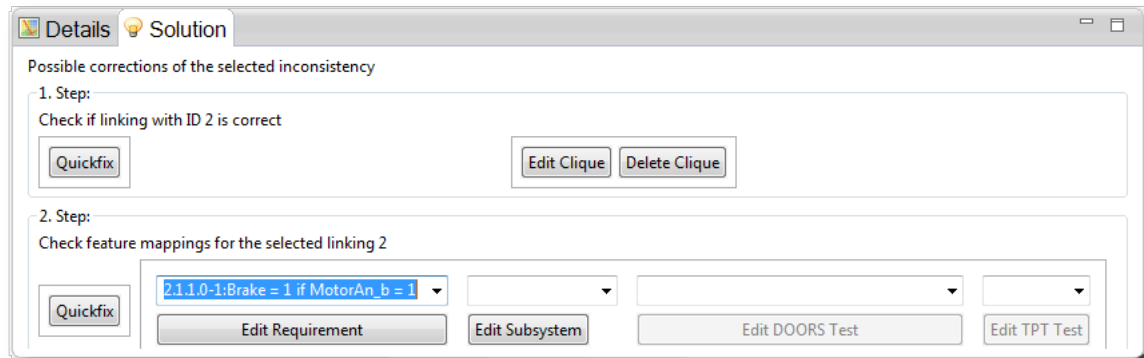 Details Solution
Possible corrections of the selected inconsistency
1. Step:
Check if linking with ID 2 is correct
Quickfix Edit Clique Delete Clique
2. Step:
Check feature mappings for the selected linking 2
2.1.1.0-1:Brake = 1 if MotorAn_b = 1
Quickfix
Edit Requirement Edit Subsystem Edit DOORS Test Edit TPT Test